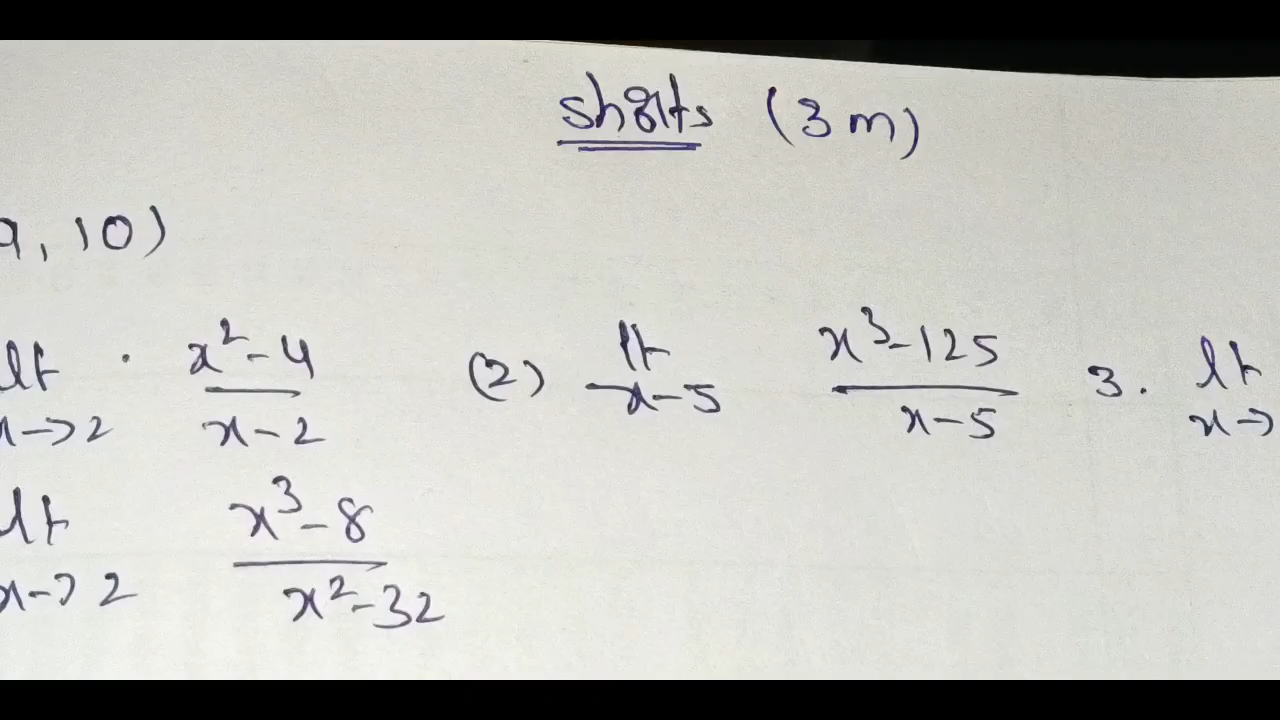 shorts (3m)
9, 10)
lt x→2 x²-4 / x-2 (2) lt x-5 x³-125 / x-5 3. lt x→
lt x→2 x³-8 / x²-32